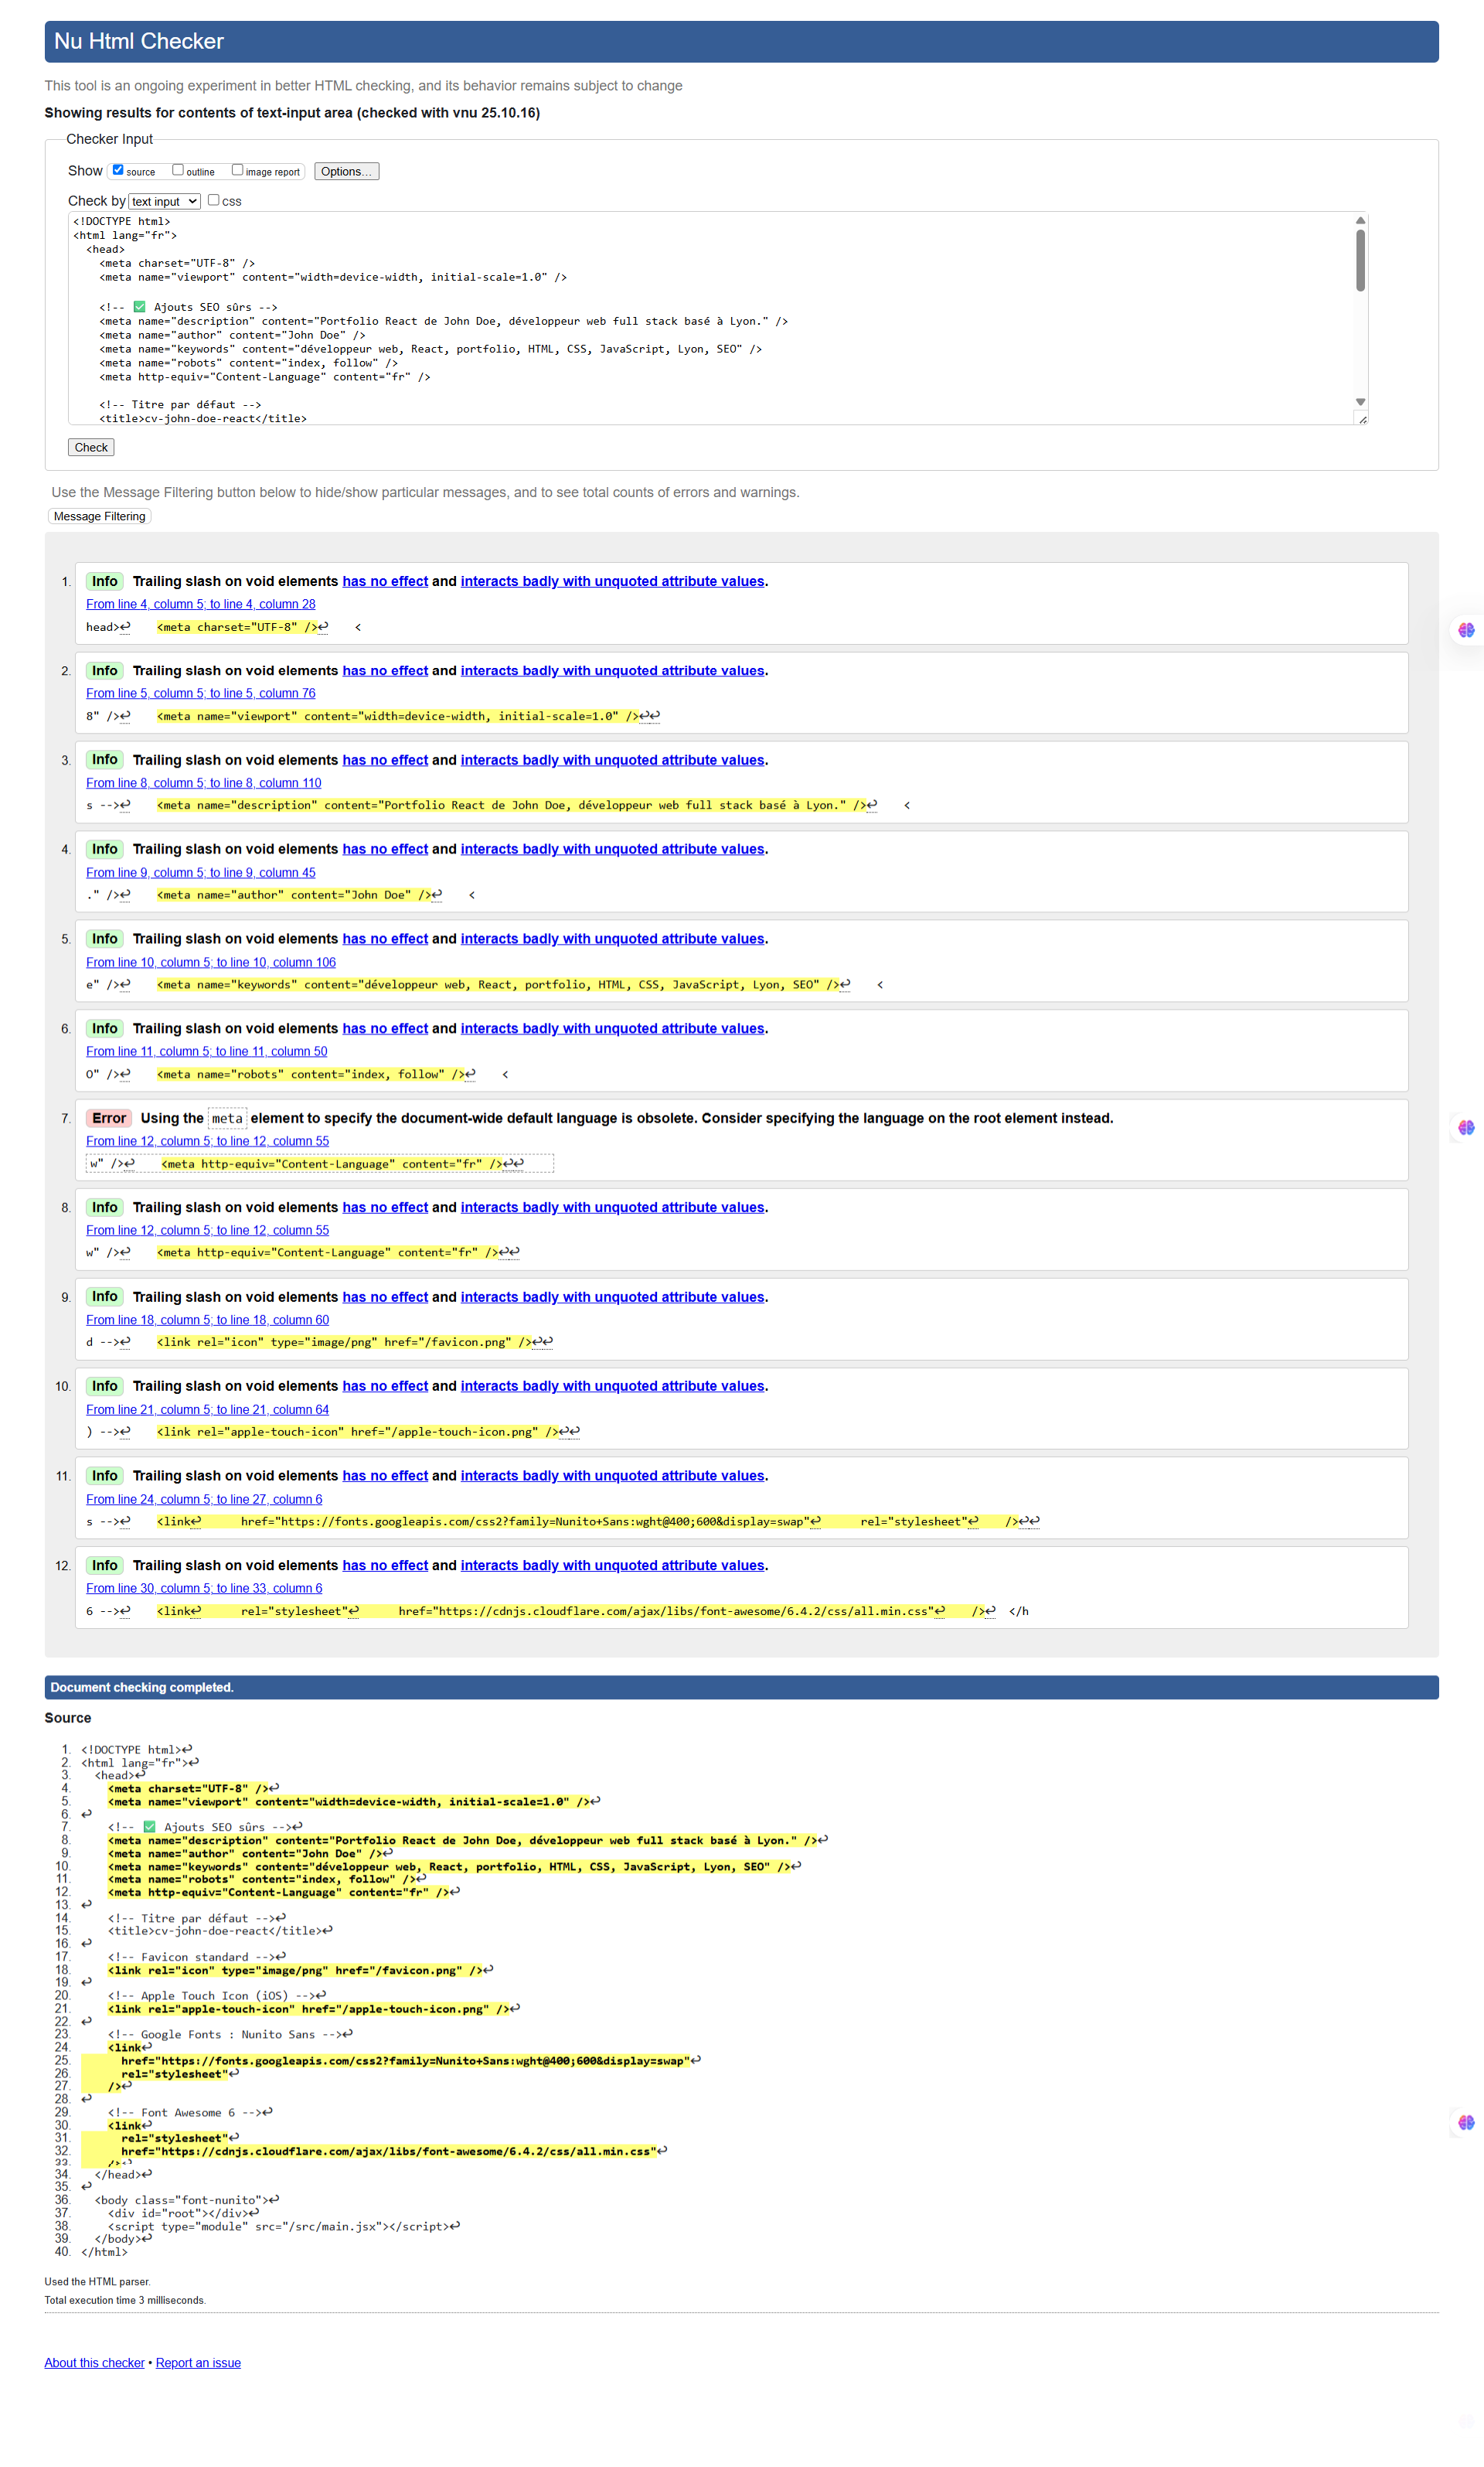 Nu Html Checker
This tool is an ongoing experiment in better HTML checking, and its behavior remains subject to change
Showing results for contents of text-input area (checked with vnu 25.10.16)
Checker Input
Show source outline image report Options...
Check by text input css
<!DOCTYPE html>
<html lang="fr">
<head>
<meta charset="UTF-8" />
<meta name="viewport" content="width=device-width, initial-scale=1.0" />
<!-- ✅ Ajouts SEO sûrs -->
<meta name="description" content="Portfolio React de John Doe, développeur web full stack basé à Lyon." />
<meta name="author" content="John Doe" />
<meta name="keywords" content="développeur web, React, portfolio, HTML, CSS, JavaScript, Lyon, SEO" />
<meta name="robots" content="index, follow" />
<meta http-equiv="Content-Language" content="fr" />
<!-- Titre par défaut -->
<title>cv-john-doe-react</title>
Check
Use the Message Filtering button below to hide/show particular messages, and to see total counts of errors and warnings.
Message Filtering
1. Info Trailing slash on void elements has no effect and interacts badly with unquoted attribute values.
From line 4, column 5; to line 4, column 28
head>↩ <meta charset="UTF-8" />↩ <
2. Info Trailing slash on void elements has no effect and interacts badly with unquoted attribute values.
From line 5, column 5; to line 5, column 76
8" />↩ <meta name="viewport" content="width=device-width, initial-scale=1.0" />↩↩
3. Info Trailing slash on void elements has no effect and interacts badly with unquoted attribute values.
From line 8, column 5; to line 8, column 110
s -->↩ <meta name="description" content="Portfolio React de John Doe, développeur web full stack basé à Lyon." />↩ <
4. Info Trailing slash on void elements has no effect and interacts badly with unquoted attribute values.
From line 9, column 5; to line 9, column 45
." />↩ <meta name="author" content="John Doe" />↩ <
5. Info Trailing slash on void elements has no effect and interacts badly with unquoted attribute values.
From line 10, column 5; to line 10, column 106
e" />↩ <meta name="keywords" content="développeur web, React, portfolio, HTML, CSS, JavaScript, Lyon, SEO" />↩ <
6. Info Trailing slash on void elements has no effect and interacts badly with unquoted attribute values.
From line 11, column 5; to line 11, column 50
O" />↩ <meta name="robots" content="index, follow" />↩ <
7. Error Using the meta element to specify the document-wide default language is obsolete. Consider specifying the language on the root element instead.
From line 12, column 5; to line 12, column 55
w" />↩ <meta http-equiv="Content-Language" content="fr" />↩↩
8. Info Trailing slash on void elements has no effect and interacts badly with unquoted attribute values.
From line 12, column 5; to line 12, column 55
w" />↩ <meta http-equiv="Content-Language" content="fr" />↩↩
9. Info Trailing slash on void elements has no effect and interacts badly with unquoted attribute values.
From line 18, column 5; to line 18, column 60
d -->↩ <link rel="icon" type="image/png" href="/favicon.png" />↩↩
10. Info Trailing slash on void elements has no effect and interacts badly with unquoted attribute values.
From line 21, column 5; to line 21, column 64
) -->↩ <link rel="apple-touch-icon" href="/apple-touch-icon.png" />↩↩
11. Info Trailing slash on void elements has no effect and interacts badly with unquoted attribute values.
From line 24, column 5; to line 27, column 6
s -->↩ <link↩ href="https://fonts.googleapis.com/css2?family=Nunito+Sans:wght@400;600&display=swap"↩ rel="stylesheet"↩ />↩↩
12. Info Trailing slash on void elements has no effect and interacts badly with unquoted attribute values.
From line 30, column 5; to line 33, column 6
6 -->↩ <link↩ rel="stylesheet"↩ href="https://cdnjs.cloudflare.com/ajax/libs/font-awesome/6.4.2/css/all.min.css"↩ />↩ </h
Document checking completed.
Source
1. <!DOCTYPE html>↩
2. <html lang="fr">↩
3. <head>↩
4. <meta charset="UTF-8" />↩
5. <meta name="viewport" content="width=device-width, initial-scale=1.0" />↩
6. ↩
7. <!-- ✅ Ajouts SEO sûrs -->↩
8. <meta name="description" content="Portfolio React de John Doe, développeur web full stack basé à Lyon." />↩
9. <meta name="author" content="John Doe" />↩
10. <meta name="keywords" content="développeur web, React, portfolio, HTML, CSS, JavaScript, Lyon, SEO" />↩
11. <meta name="robots" content="index, follow" />↩
12. <meta http-equiv="Content-Language" content="fr" />↩
13. ↩
14. <!-- Titre par défaut -->↩
15. <title>cv-john-doe-react</title>↩
16. ↩
17. <!-- Favicon standard -->↩
18. <link rel="icon" type="image/png" href="/favicon.png" />↩
19. ↩
20. <!-- Apple Touch Icon (iOS) -->↩
21. <link rel="apple-touch-icon" href="/apple-touch-icon.png" />↩
22. ↩
23. <!-- Google Fonts : Nunito Sans -->↩
24. <link↩
25. href="https://fonts.googleapis.com/css2?family=Nunito+Sans:wght@400;600&display=swap"↩
26. rel="stylesheet"↩
27. />↩
28. ↩
29. <!-- Font Awesome 6 -->↩
30. <link↩
31. rel="stylesheet"↩
32. href="https://cdnjs.cloudflare.com/ajax/libs/font-awesome/6.4.2/css/all.min.css"↩
33. />↩
34. </head>↩
35. ↩
36. <body class="font-nunito">↩
37. <div id="root"></div>↩
38. <script type="module" src="/src/main.jsx"></script>↩
39. </body>↩
40. </html>
Used the HTML parser.
Total execution time 3 milliseconds.
About this checker • Report an issue